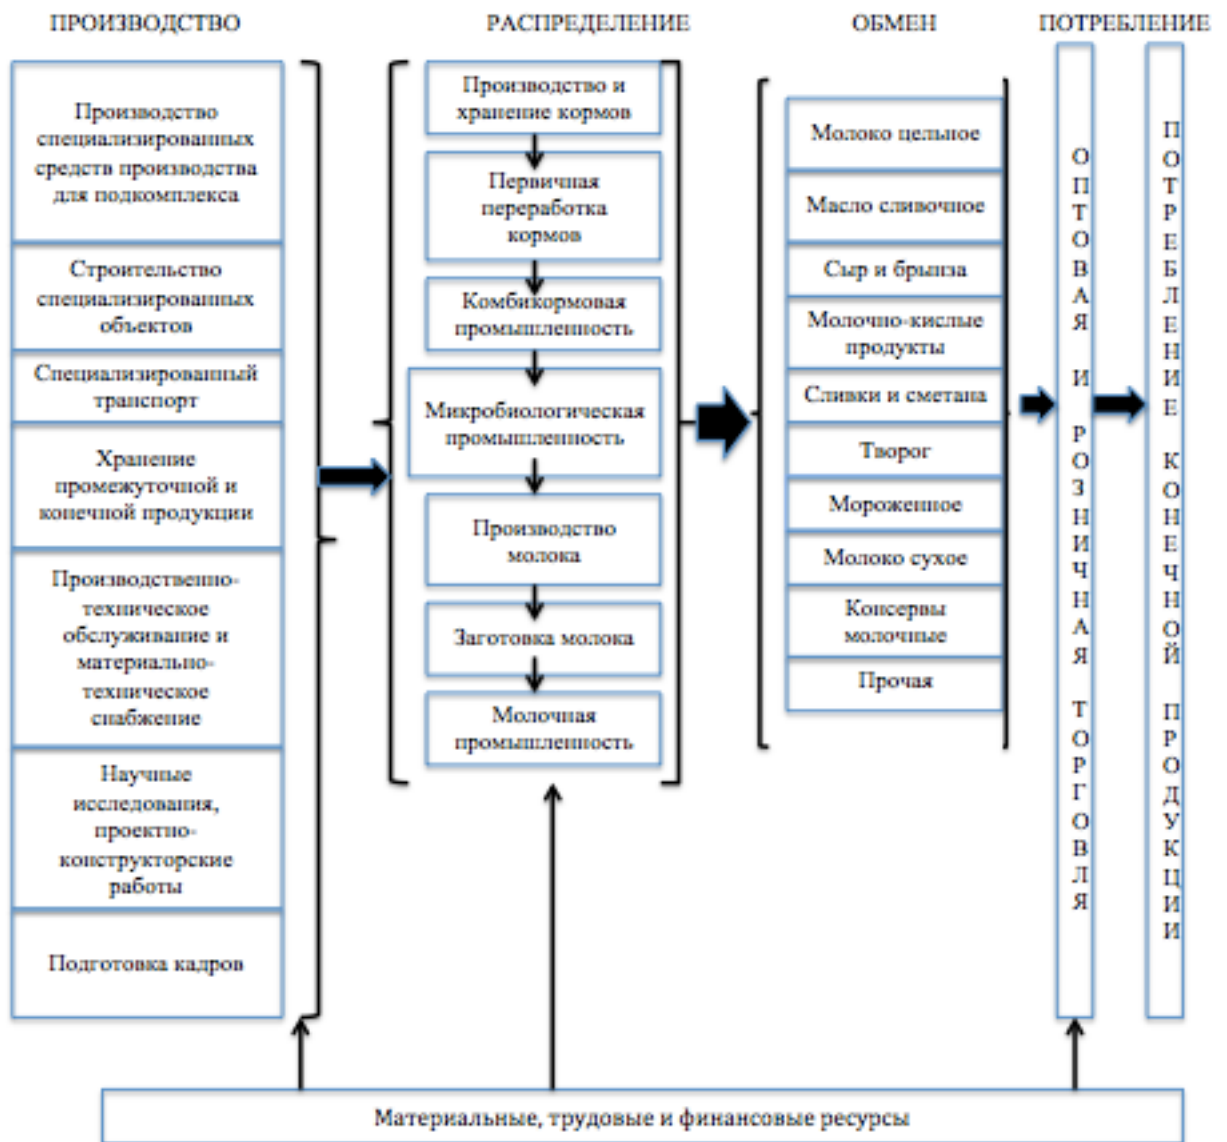 ПРОИЗВОДСТВО
РАСПРЕДЕЛЕНИЕ
ОБМЕН
ПОТРЕБЛЕНИЕ
Производство
специализированных
средств производства
для подкомплекса
Строительство
специализированных
объектов
Специализированный
транспорт
Хранение
промежуточной и
конечной продукции
Производственно-
техническое
обслуживание и
материально-
техническое
снабжение
Научные
исследования,
проектно-
конструкторские
работы
Подготовка кадров
Производство и
хранение кормов
Первичная
переработка
кормов
Комбикормовая
промышленность
Микробиологическая
промышленность
Производство
молока
Заготовка молока
Молочная
промышленность
Молоко цельное
Масло сливочное
Сыр и брынза
Молочно-кислые
продукты
Сливки и сметана
Творог
Мороженное
Молоко сухое
Консервы
молочные
Прочая
ОПТОВАЯ И РОЗНИЧНАЯ ТОРГОВЛЯ
ПОТРЕБЛЕНИЕ КОНЕЧНОЙ ПРОДУКЦИИ
Материальные, трудовые и финансовые ресурсы